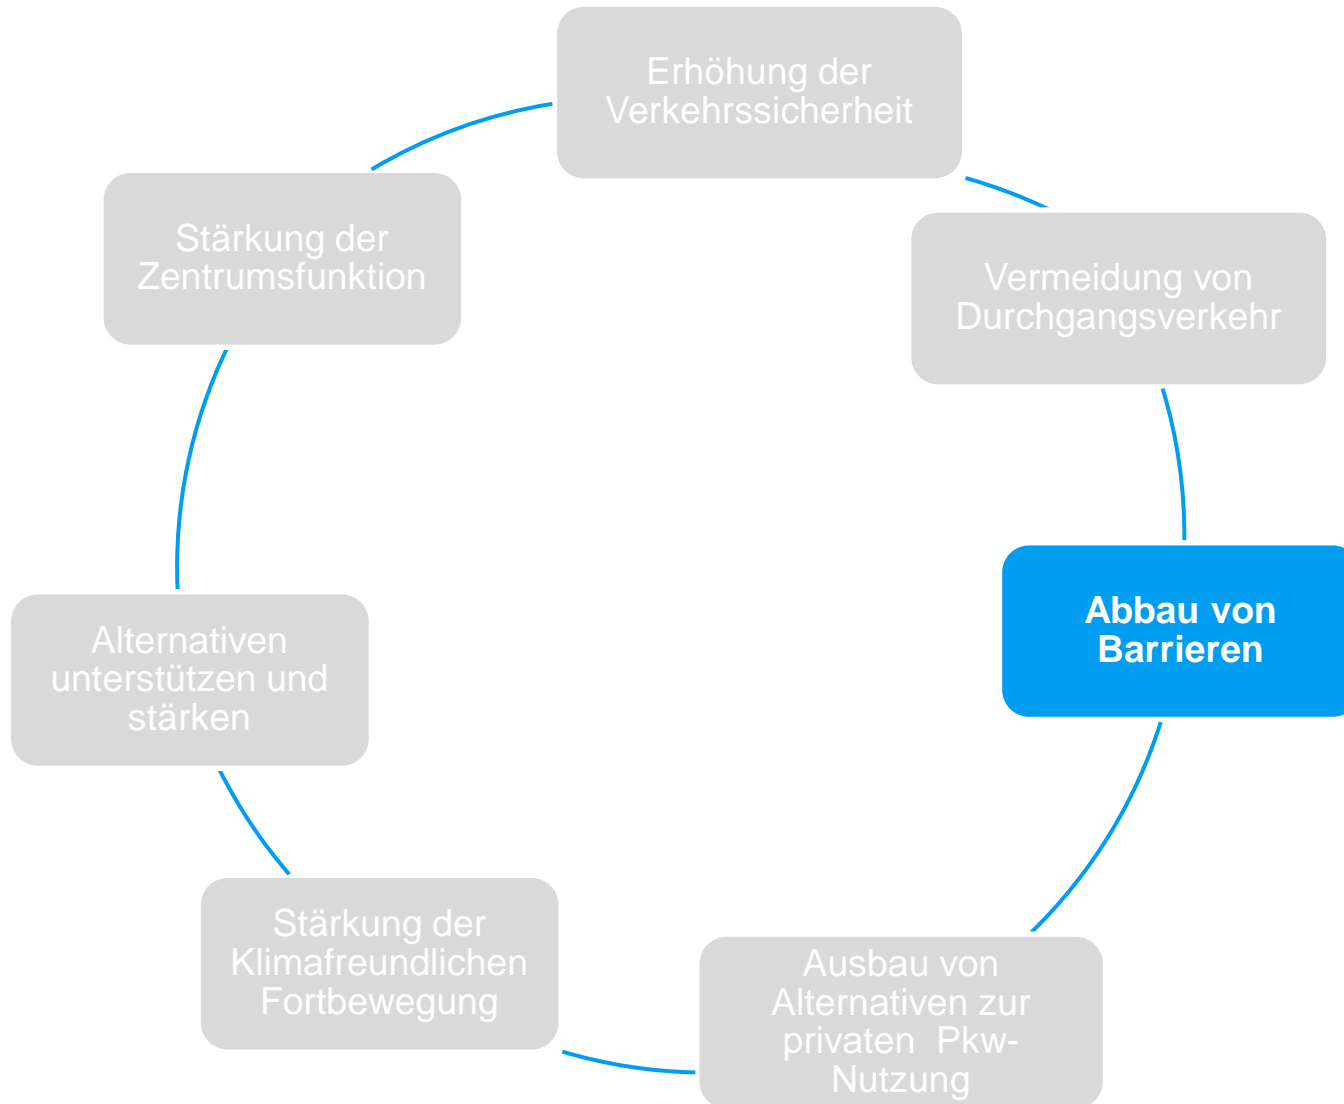 Erhöhung der
Verkehrssicherheit
Vermeidung von
Durchgangsverkehr
Abbau von
Barrieren
Ausbau von
Alternativen zur
privaten  Pkw-
Nutzung
Stärkung der
Klimafreundlichen
Fortbewegung
Alternativen
unterstützen und
stärken
Stärkung der
Zentrumsfunktion